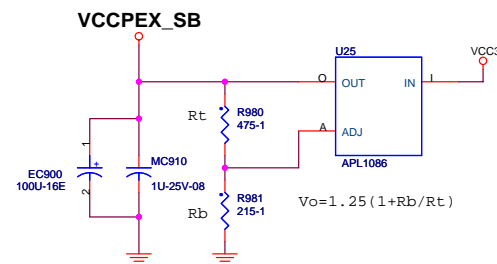 VCCPEX_SB
U25
VCC3
O
OUT
IN
I
Rt
R980
475-1
A
ADJ
APL1086
1
+
EC900
100U-16E
2
MC910
1U-25V-08
Rb
R981
215-1
Vo=1.25(1+Rb/Rt)